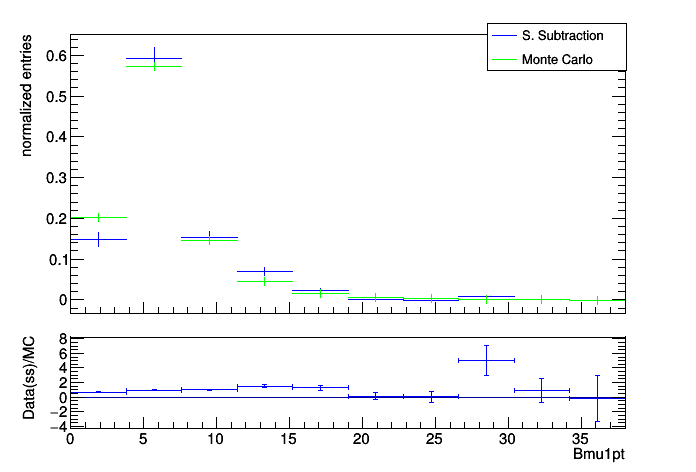 normalized entries
S. Subtraction
Monte Carlo
0.6
0.5
0.4
0.3
0.2
0.1
0
Data(ss)/MC
8
6
4
2
0
−2
−4
0 5 10 15 20 25 30 35
Bmu1pt